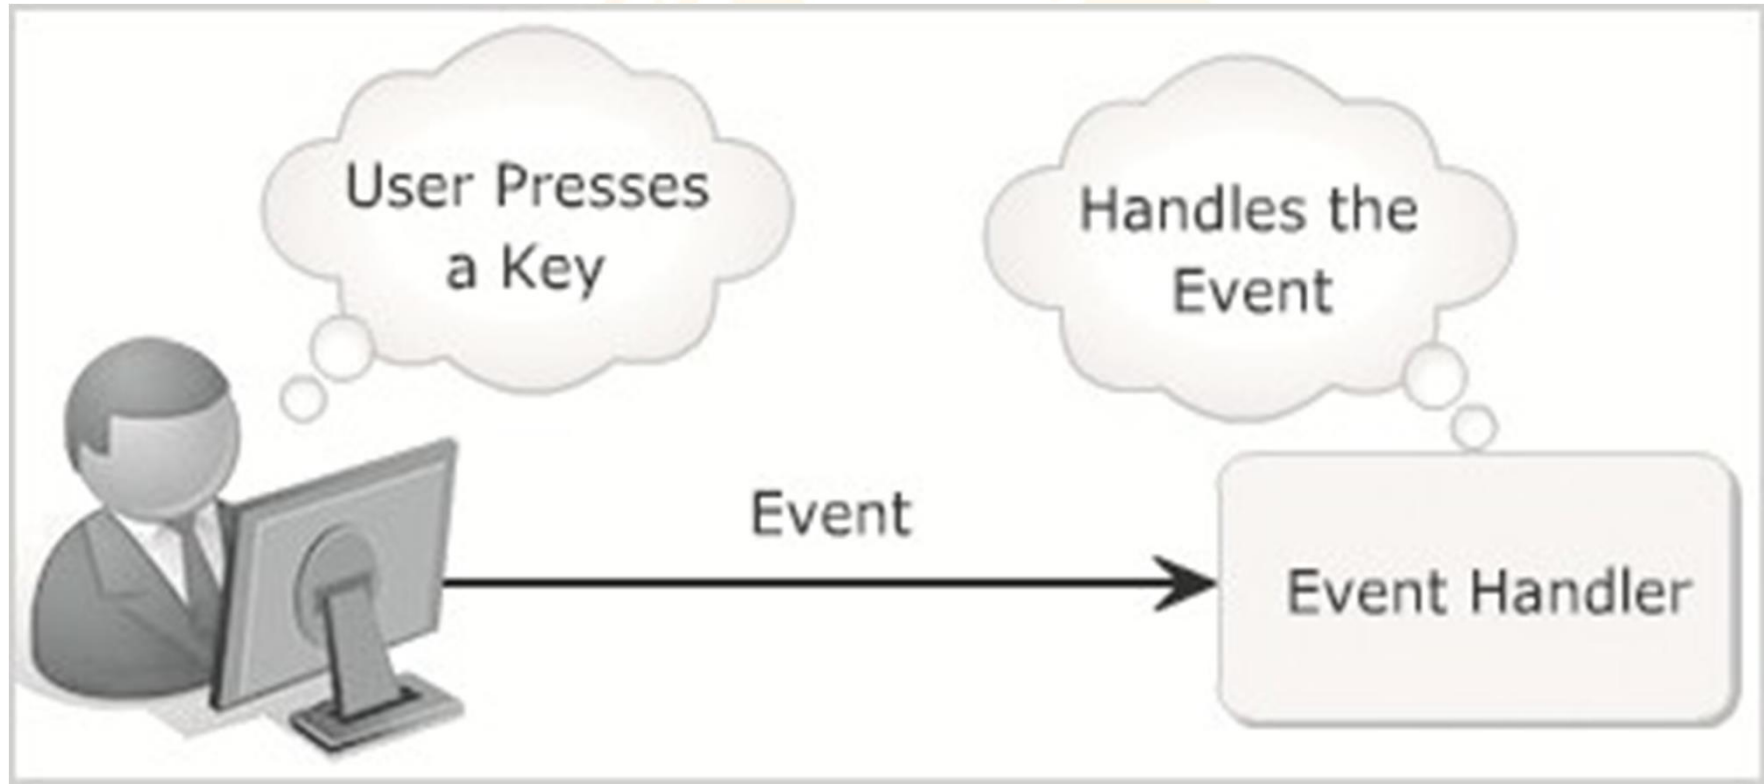 User Presses
a Key
Handles the
Event
Event
Event Handler